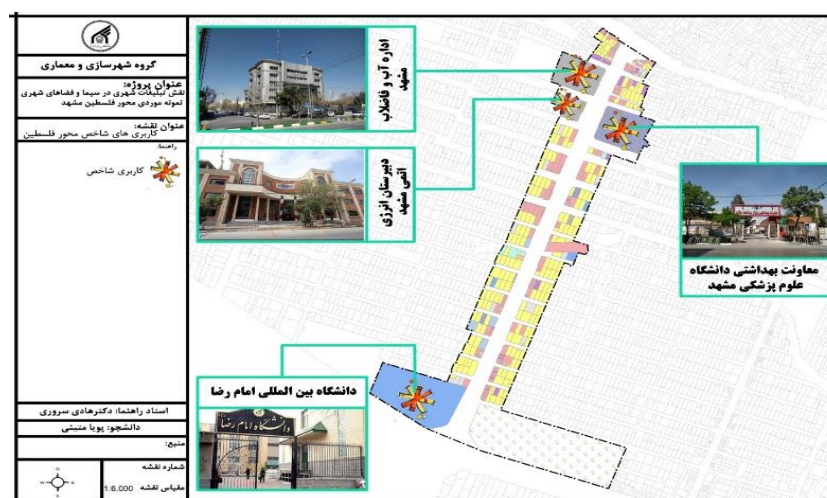 گروه شهرسازی و معماری
عنوان پروژه:
نقش تبلیغات شهری در سیما و فضاهای شهری
نمونه موردی محور فلسطین مشهد
عنوان نقشه:
کاربری های شاخص محور فلسطین
راهنما:
کاربری شاخص
استاد راهنما: دکترهادی سروری
دانشجو: پویا متینی
منبع:
شماره نقشه
مقیاس نقشه 1:6,000
N
W
E
S
اداره آب و فاضلاب
مشهد
دبیرستان انرژی
اتمی مشهد
معاونت بهداشتی دانشگاه
علوم پزشکی مشهد
دانشگاه بین المللی امام رضا
دانشگاه امام رضا